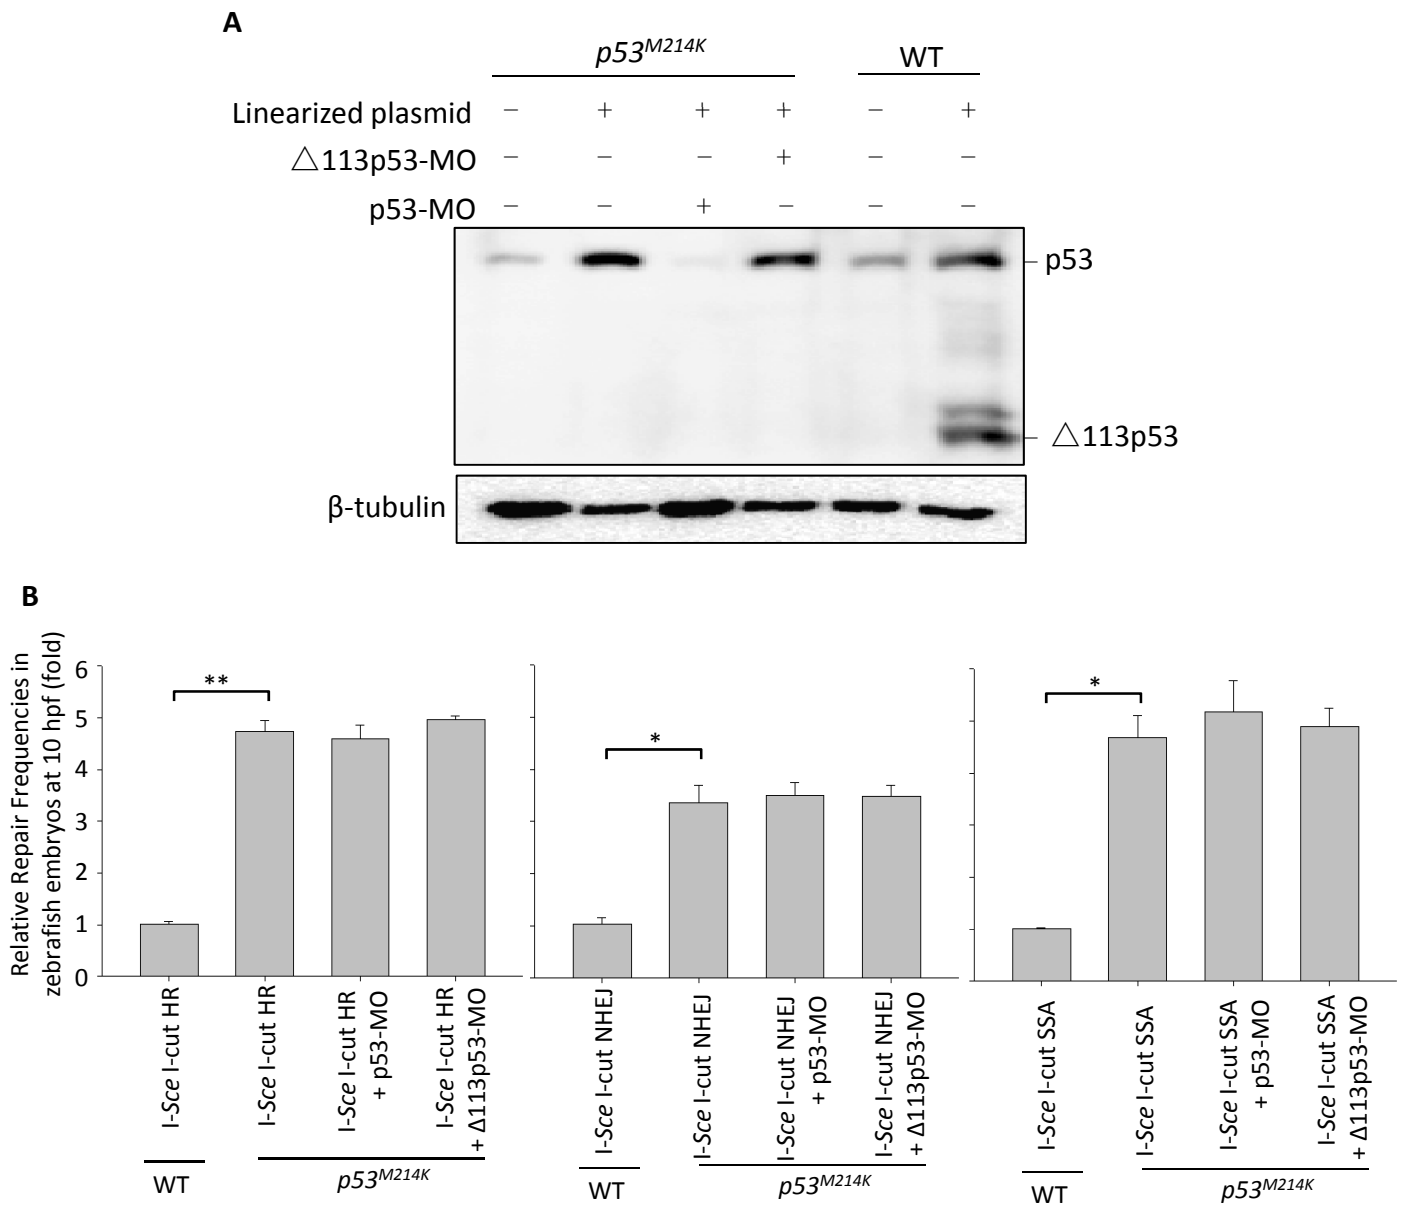 A
p53M214K WT
Linearized plasmid − + + + − +
△113p53-MO − − − + − −
p53-MO − − + − − −
p53
△113p53
β-tubulin
B
Relative Repair Frequencies in
zebrafish embryos at 10 hpf (fold)
6
5
4
3
2
1
0
**
*
*
I-Sce I-cut HR
I-Sce I-cut HR
I-Sce I-cut HR
+ p53-MO
I-Sce I-cut HR
+ Δ113p53-MO
WT
p53M214K
I-Sce I-cut NHEJ
I-Sce I-cut NHEJ
I-Sce I-cut NHEJ
+ p53-MO
I-Sce I-cut NHEJ
+ Δ113p53-MO
WT
p53M214K
I-Sce I-cut SSA
I-Sce I-cut SSA
I-Sce I-cut SSA
+ p53-MO
I-Sce I-cut SSA
+ Δ113p53-MO
WT
p53M214K